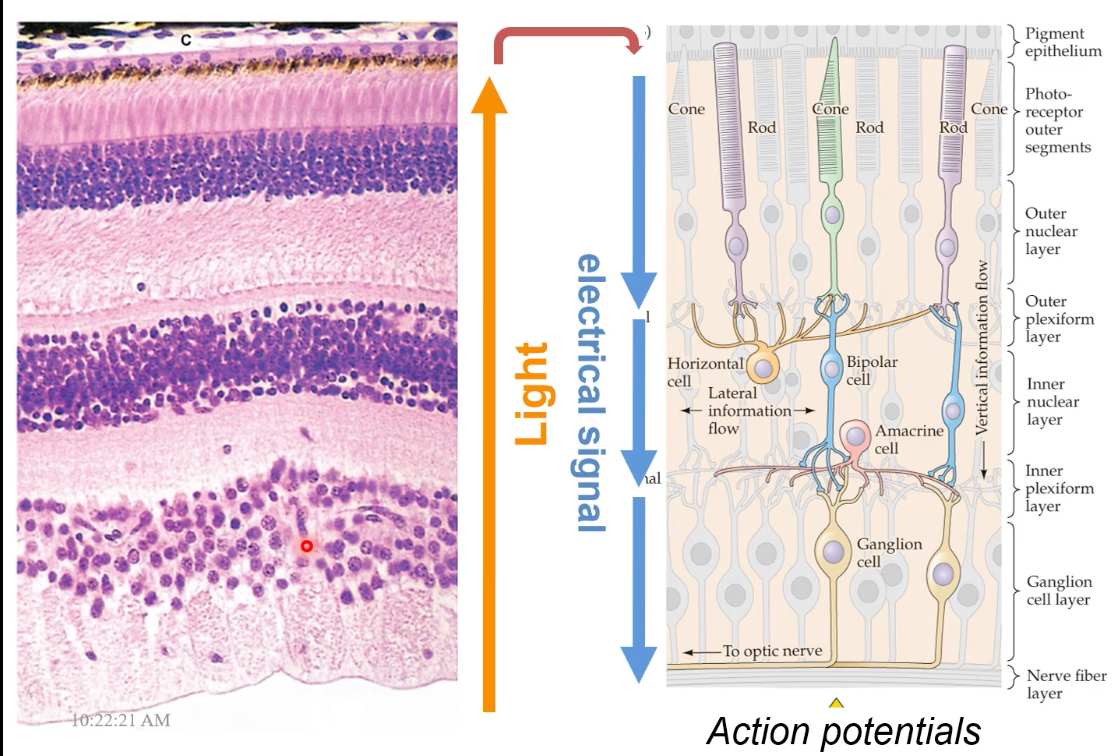 C
10:22:21 AM
Light
electrical signal
)
l
nal
Cone
Rod
Cone
Rod
Rod
Cone
Horizontal
cell
Lateral
information
flow
Bipolar
cell
Amacrine
cell
Vertical information flow
Ganglion
cell
To optic nerve
Pigment
epithelium
Photo-
receptor
outer
segments
Outer
nuclear
layer
Outer
plexiform
layer
Inner
nuclear
layer
Inner
plexiform
layer
Ganglion
cell layer
Nerve fiber
layer
Action potentials